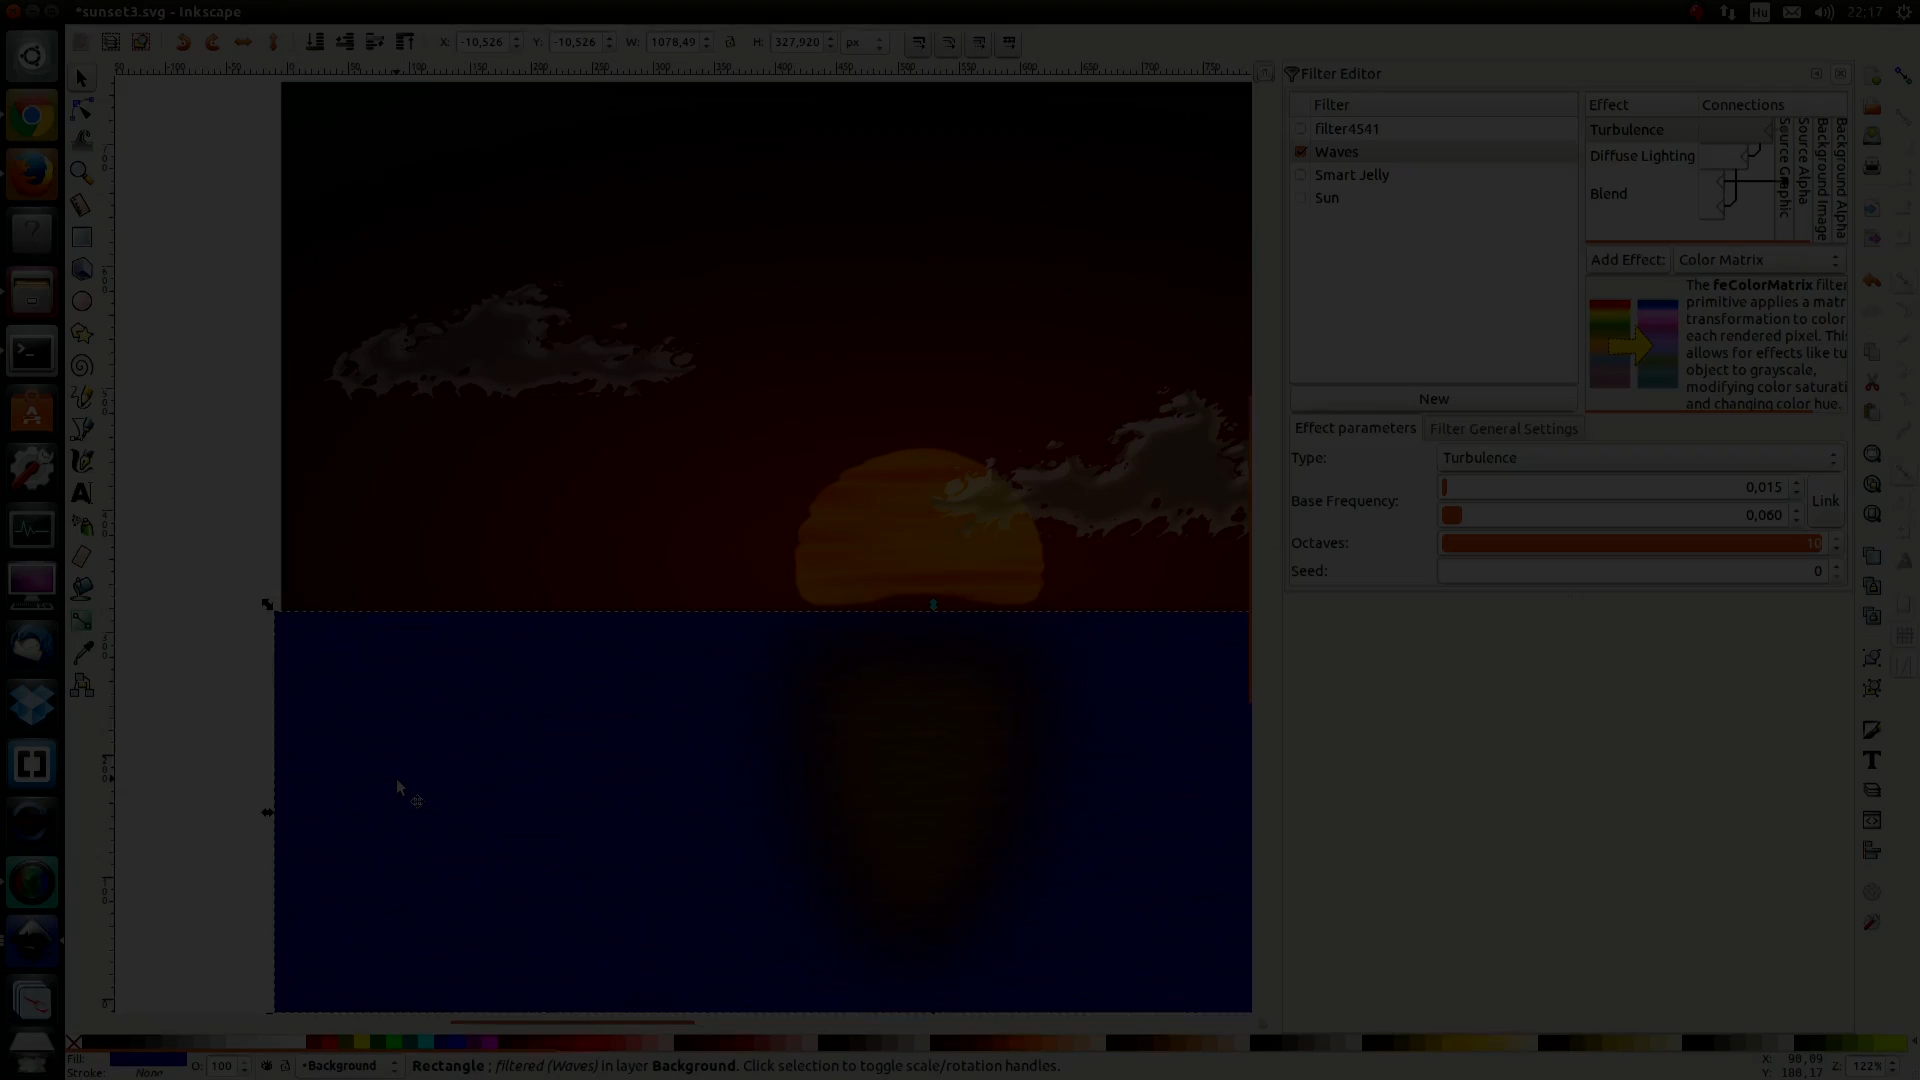 *sunset3.svg - Inkscape
Hu
22:17
X: -10,526 Y: -10,526 W: 1078,49 H: 327,920 px
Filter Editor
Filter
filter4541
Waves
Smart Jelly
Sun
New
Effect Connections
Turbulence
Diffuse Lighting
Blend
Source Graphic
Source Alpha
Background Image
Background Alpha
Add Effect: Color Matrix
The feColorMatrix filter
primitive applies a matr
transformation to color
each rendered pixel. This
allows for effects like tu
object to grayscale,
modifying color saturati
and changing color hue.
Effect parameters Filter General Settings
Type: Turbulence
Base Frequency: 0,015
0,060
Link
Octaves: 10
Seed: 0
Fill:
Stroke: None
O: 100
•Background
Rectangle ; filtered (Waves) in layer Background. Click selection to toggle scale/rotation handles.
X: 90,09
Y: 180,17
Z: 122%